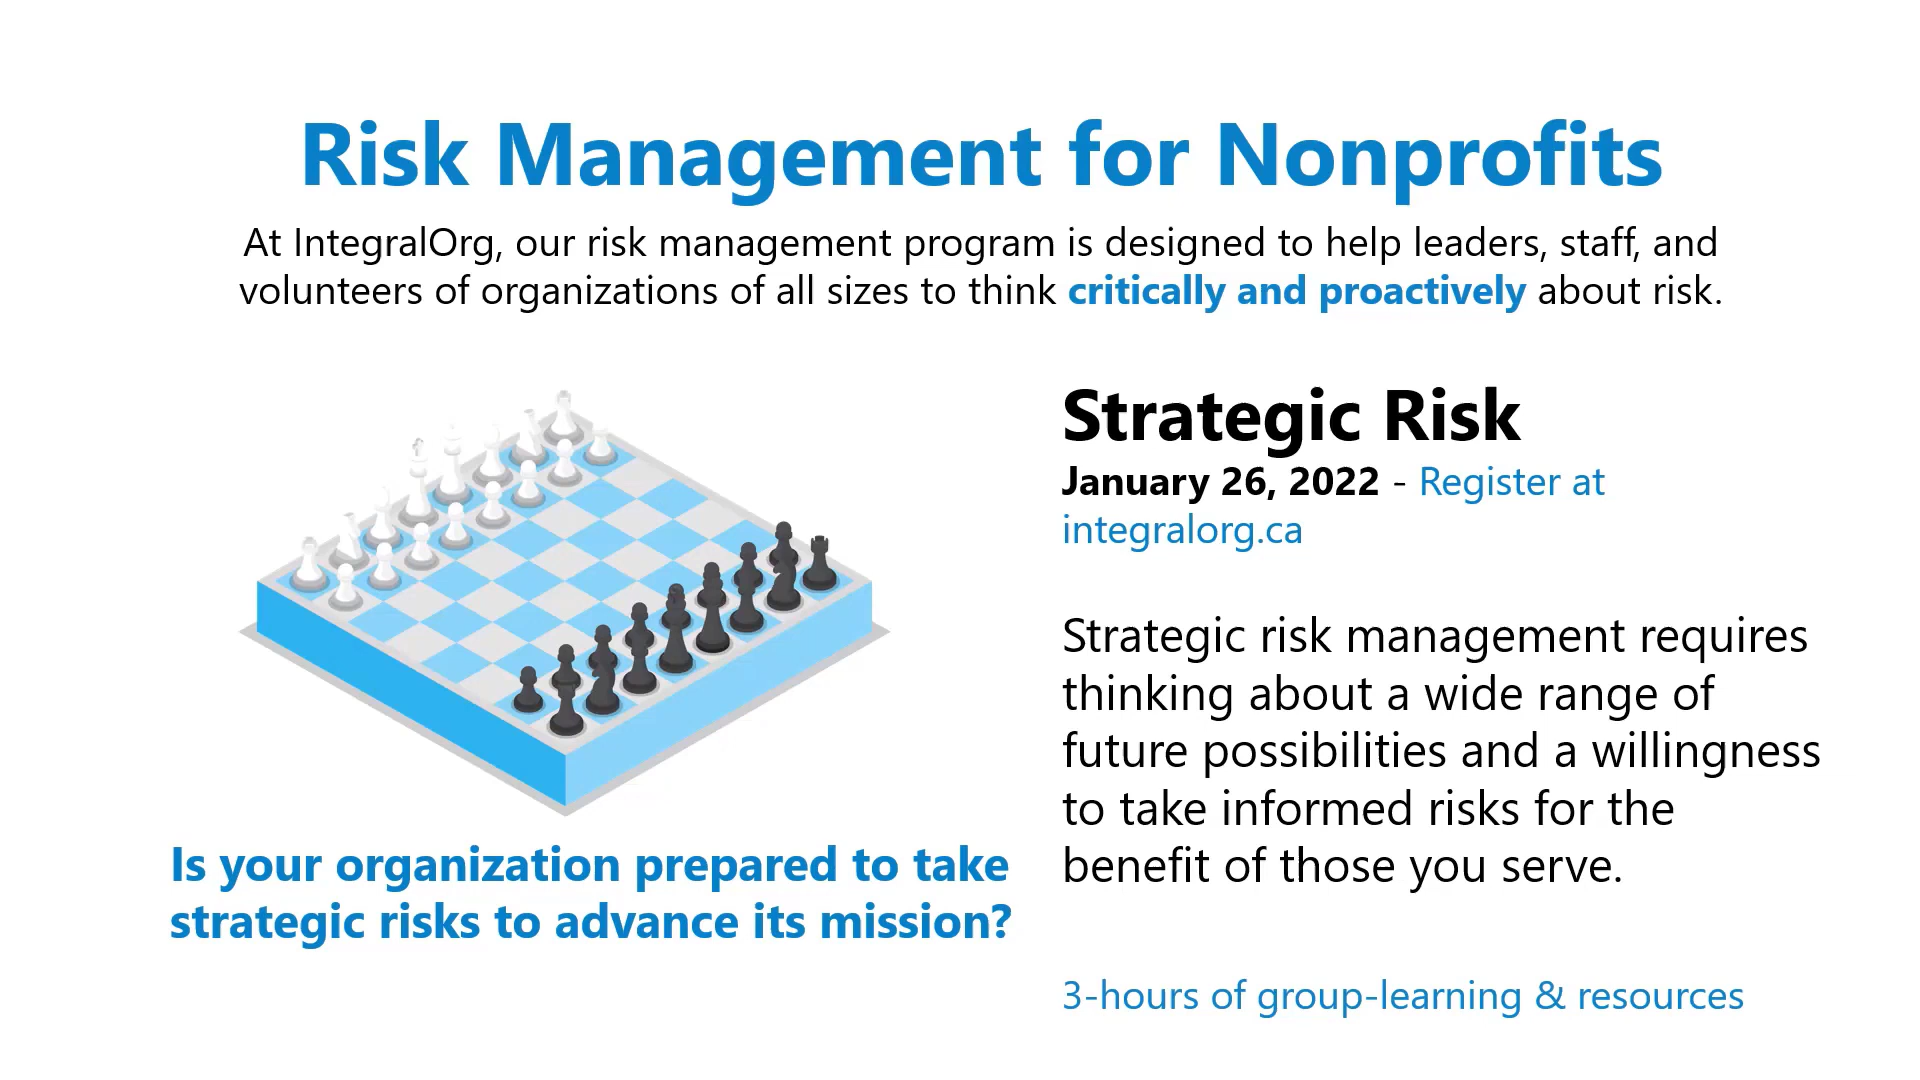 Risk Management for Nonprofits
At IntegralOrg, our risk management program is designed to help leaders, staff, and
volunteers of organizations of all sizes to think critically and proactively about risk.
Strategic Risk
January 26, 2022 - Register at
integralorg.ca
Strategic risk management requires
thinking about a wide range of
future possibilities and a willingness
to take informed risks for the
benefit of those you serve.
Is your organization prepared to take
strategic risks to advance its mission?
3-hours of group-learning & resources